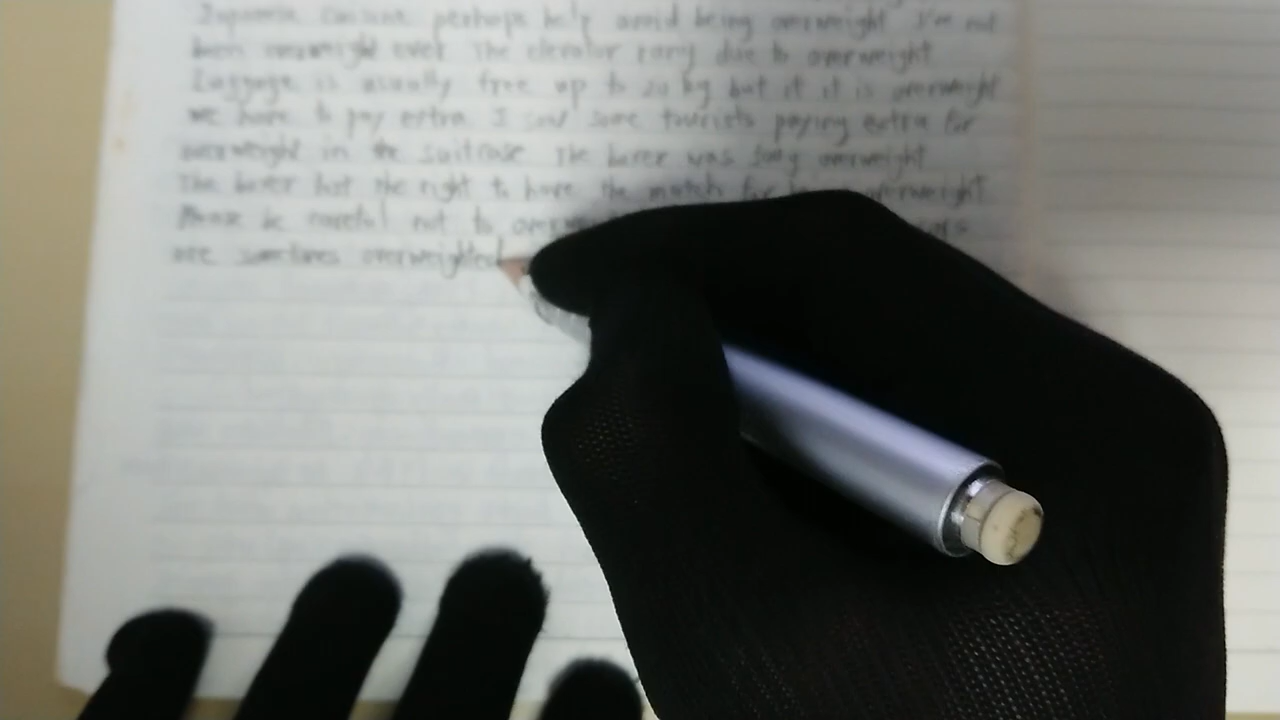 Japanese cuisine perhaps help avoid being overweight I'm not
been overweight ever The elevator due to overweight
Luggage is usually free up to 20 kg but if it is overweight
we have to pay extra I saw some tourists paying extra for
overweight in the suitcase The boxer was 500g overweight
The boxer lost the right to have the match for overweight
Please be careful not to
are sometimes overweighted